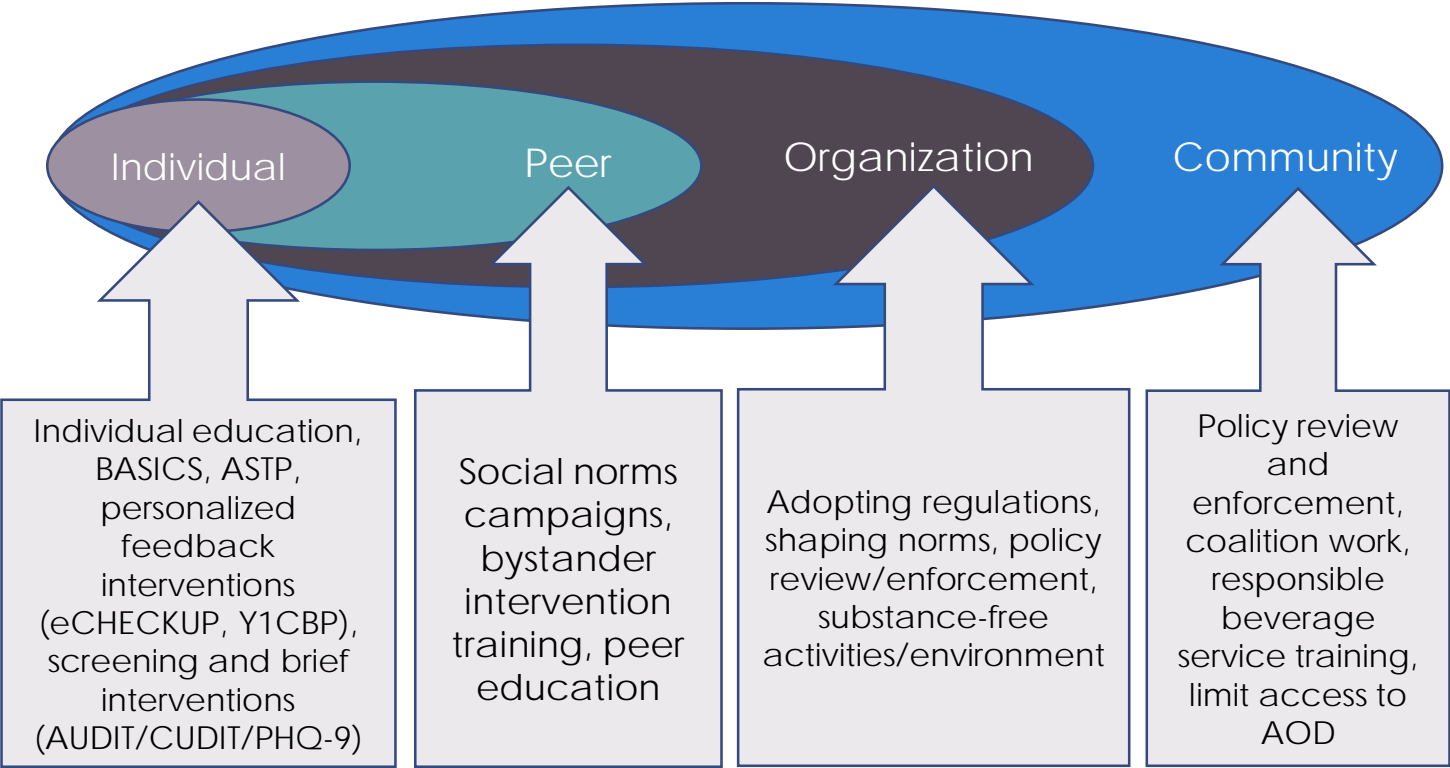 Individual
Peer
Organization
Community
Individual education,
BASICS, ASTP,
personalized
feedback
interventions
(eCHECKUP, Y1CBP),
screening and brief
interventions
(AUDIT/CUDIT/PHQ-9)
Social norms
campaigns,
bystander
intervention
training, peer
education
Adopting regulations,
shaping norms, policy
review/enforcement,
substance-free
activities/environment
Policy review
and
enforcement,
coalition work,
responsible
beverage
service training,
limit access to
AOD